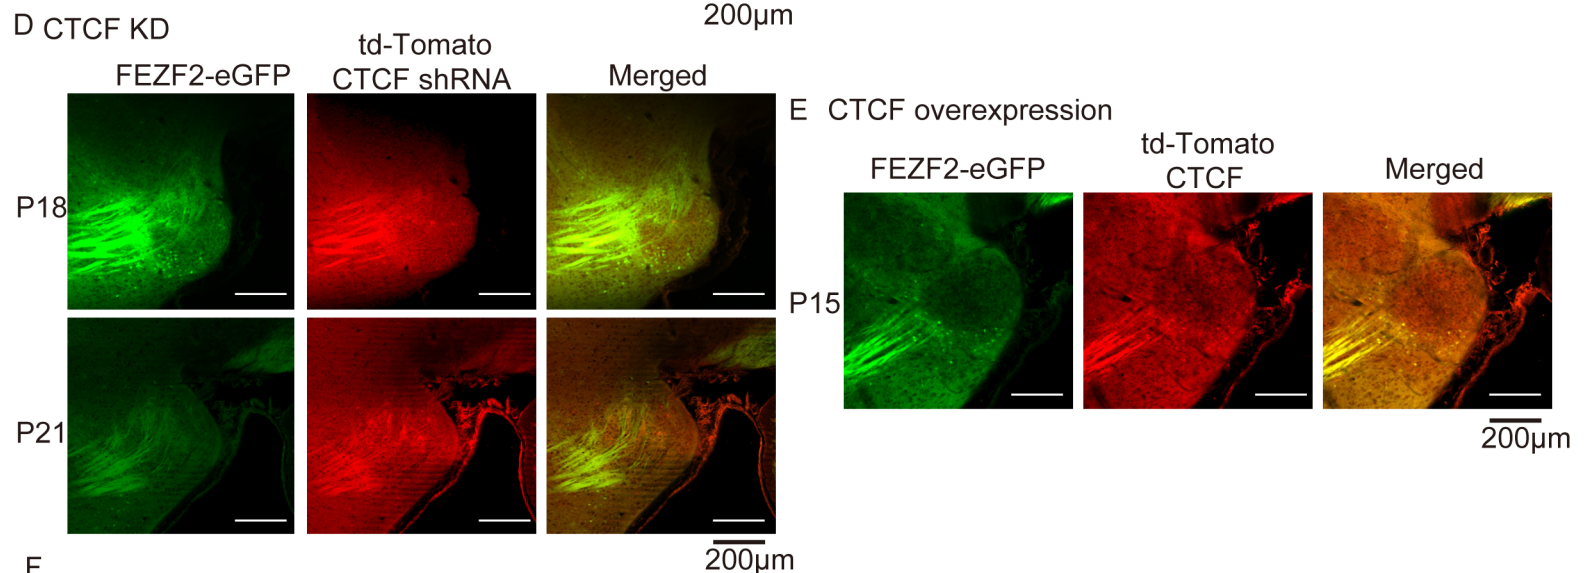 200μm
D CTCF KD
FEZF2-eGFP
td-Tomato
CTCF shRNA
Merged
P18
P21
200μm
E CTCF overexpression
FEZF2-eGFP
td-Tomato
CTCF
Merged
P15
200μm